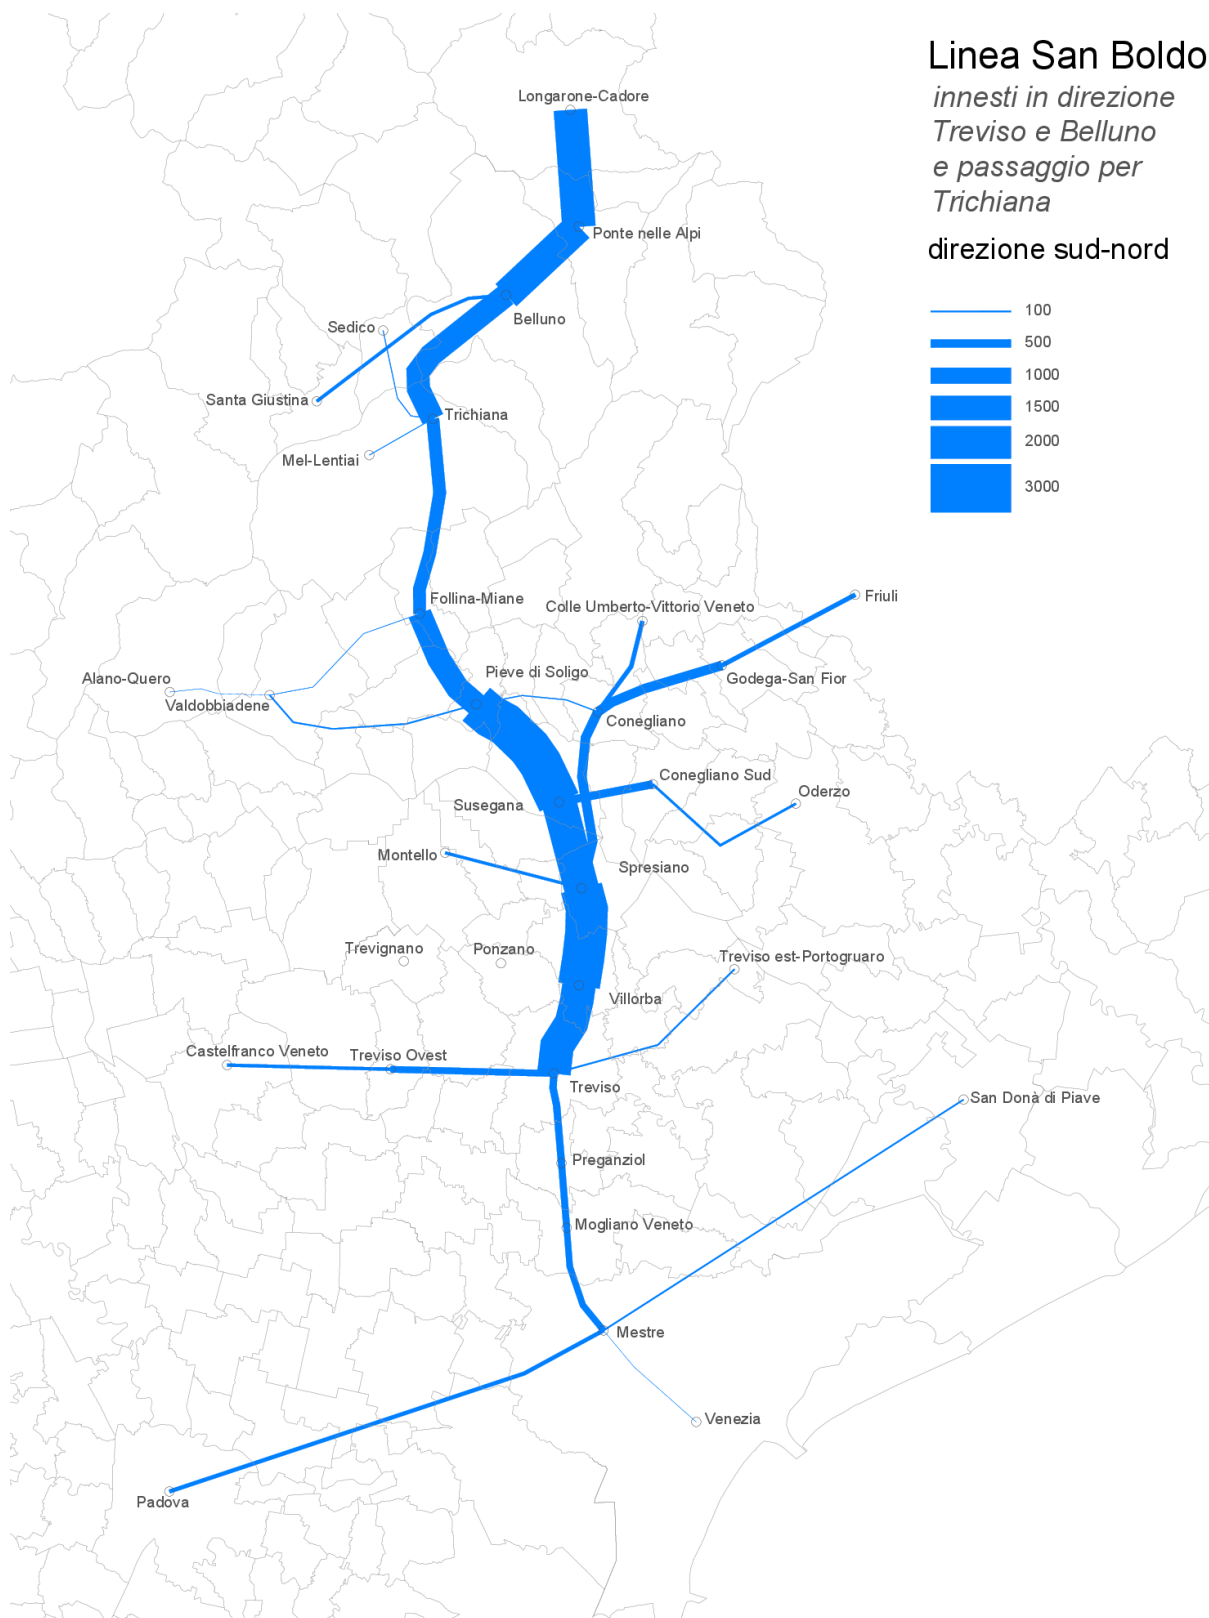 Linea San Boldo
innesti in direzione
Treviso e Belluno
e passaggio per
Trichiana
direzione sud-nord
100
500
1000
1500
2000
3000
Longarone-Cadore
Ponte nelle Alpi
Belluno
Sedico
Santa Giustina
Trichiana
Mel-Lentiai
Follina-Miane
Colle Umberto-Vittorio Veneto
Friuli
Alano-Quero
Pieve di Soligo
Godega-San Fior
Valdobbiadene
Conegliano
Conegliano Sud
Oderzo
Susegana
Montello
Spresiano
Trevignano
Ponzano
Treviso est-Portogruaro
Villorba
Castelfranco Veneto
Treviso Ovest
Treviso
San Donà di Piave
Preganziol
Mogliano Veneto
Mestre
Venezia
Padova